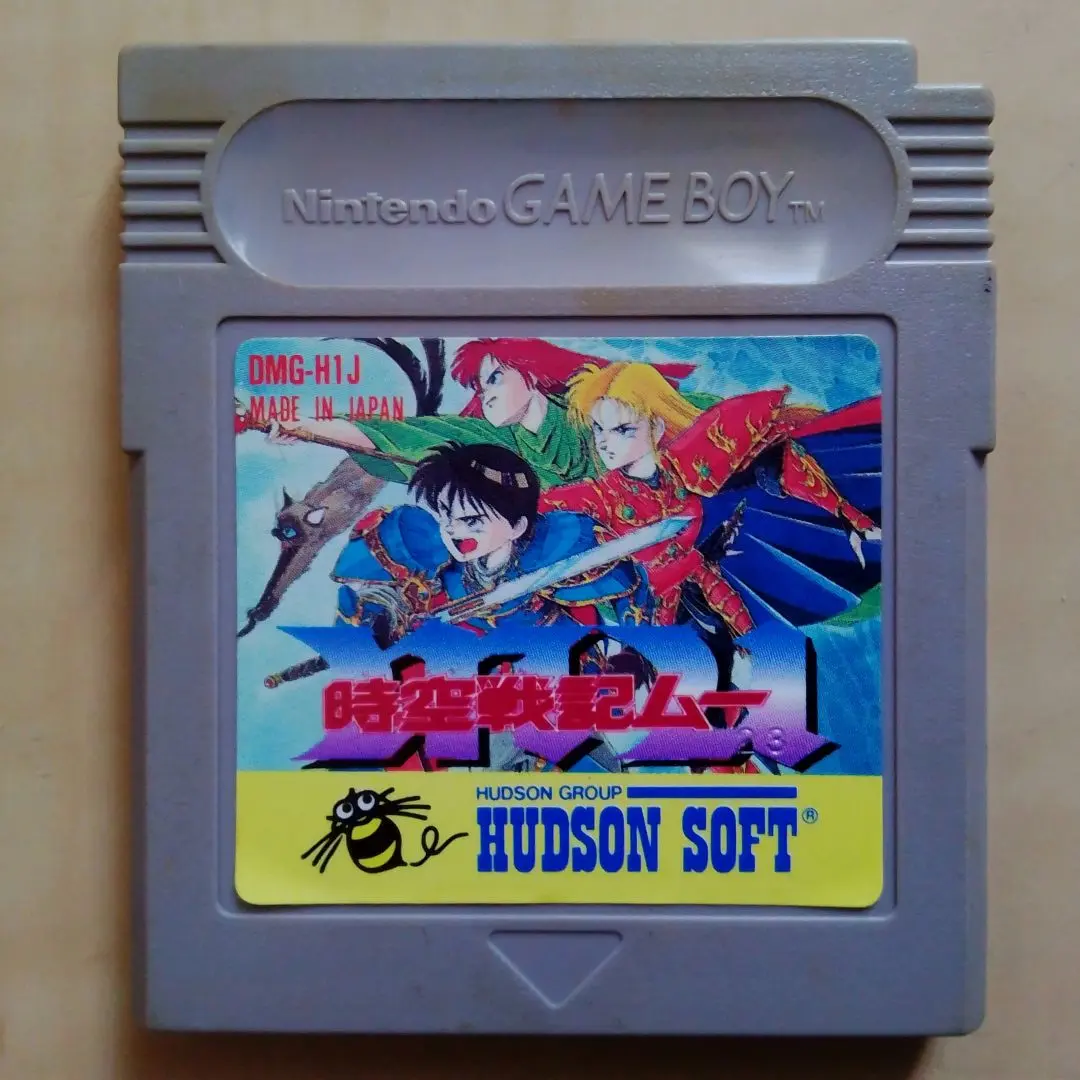 Nintendo GAME BOY TM
DMG-H1J
MADE IN JAPAN
時空戦記ムー
HUDSON GROUP
HUDSON SOFT®